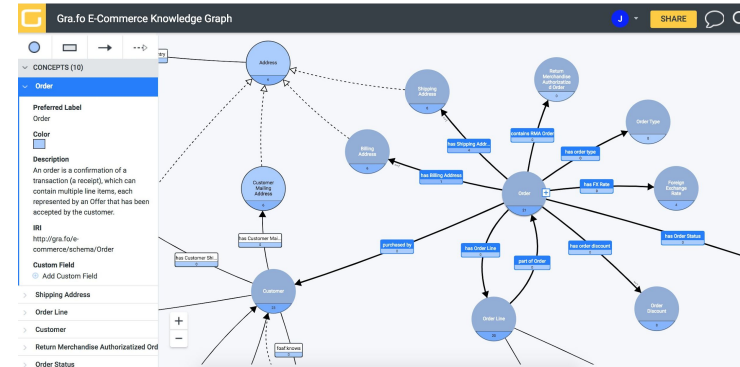 Gra.fo E-Commerce Knowledge Graph
J
SHARE
CONCEPTS (10)
Order
Preferred Label
Order
Color
Description
An order is a confirmation of a
transaction (a receipt), which can
contain multiple line items, each
represented by an Offer that has been
accepted by the customer.
IRI
http://gra.fo/e-
commerce/schema/Order
Custom Field
Add Custom Field
Shipping Address
Order Line
Customer
Return Merchandise Authorizatized Ord
Order Status
Address
Shipping
Address
Return
Merchandise
Authorizatize
d Order
Order Type
Billing
Address
Foreign
Exchange
Rate
Customer
Mailing
Address
Order
Customer
Order Line
Order
Discount
contains RMA Order
has Shipping Addr...
has order type
has Billing Address
has FX Rate
has Order Status
has order discount
has Order Line
part of Order
purchased by
has Customer Mai...
has Customer Shi...
foaf:knows
+
−